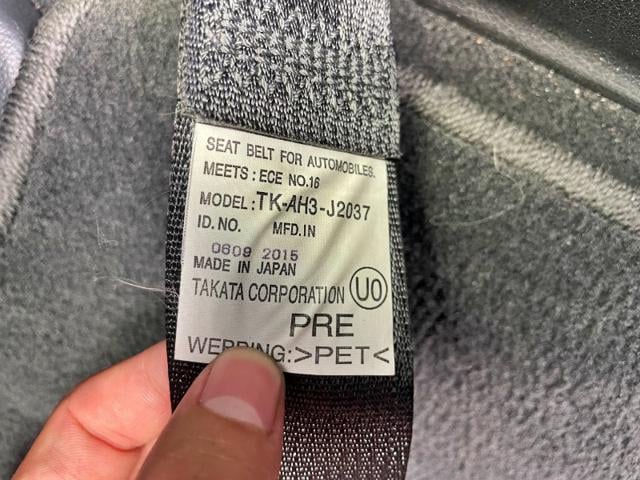 SEAT BELT FOR AUTOMOBILES.
MEETS : ECE NO.16
MODEL: TK-AH3-J2037
ID.NO. MFD.IN
0609 2015
MADE IN JAPAN
TAKATA CORPORATION UO
PRE
>PET<